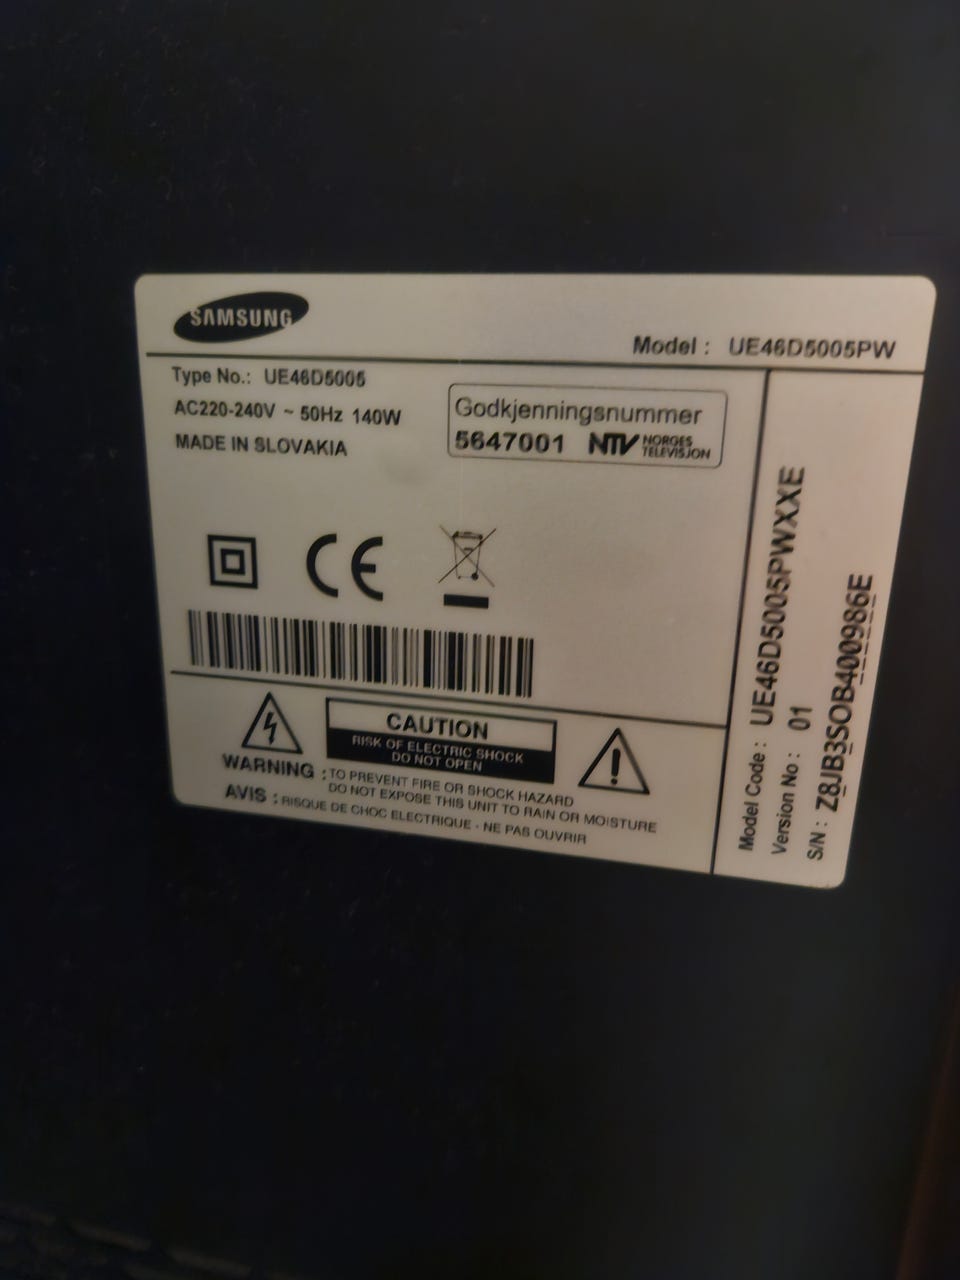 SAMSUNG
Model : UE46D5005PW
Type No.: UE46D5005
AC220-240V ~ 50Hz 140W
MADE IN SLOVAKIA
Godkjenningsnummer
5647001 NTV NORGES
TELEVISJON
CE
CAUTION
RISK OF ELECTRIC SHOCK
DO NOT OPEN
WARNING : TO PREVENT FIRE OR SHOCK HAZARD
DO NOT EXPOSE THIS UNIT TO RAIN OR MOISTURE
AVIS : RISQUE DE CHOC ELECTRIQUE - NE PAS OUVRIR
Model Code : UE46D5005PWXXE
Version No : 01
S/N : Z8JB3SOB400986E